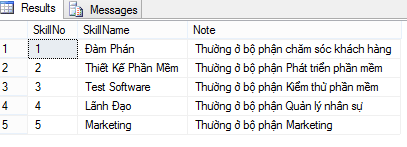 Results Messages
SkillNo SkillName Note
1 1 Đàm Phán Thường ở bộ phận chăm sóc khách hàng
2 2 Thiết Kế Phần Mềm Thường ở bộ phận Phát triển phần mềm
3 3 Test Software Thường ở bộ phận Kiểm thử phần mềm
4 4 Lãnh Đạo Thường ở bộ phận Quản lý nhân sự
5 5 Marketing Thường ở bộ phận Marketing